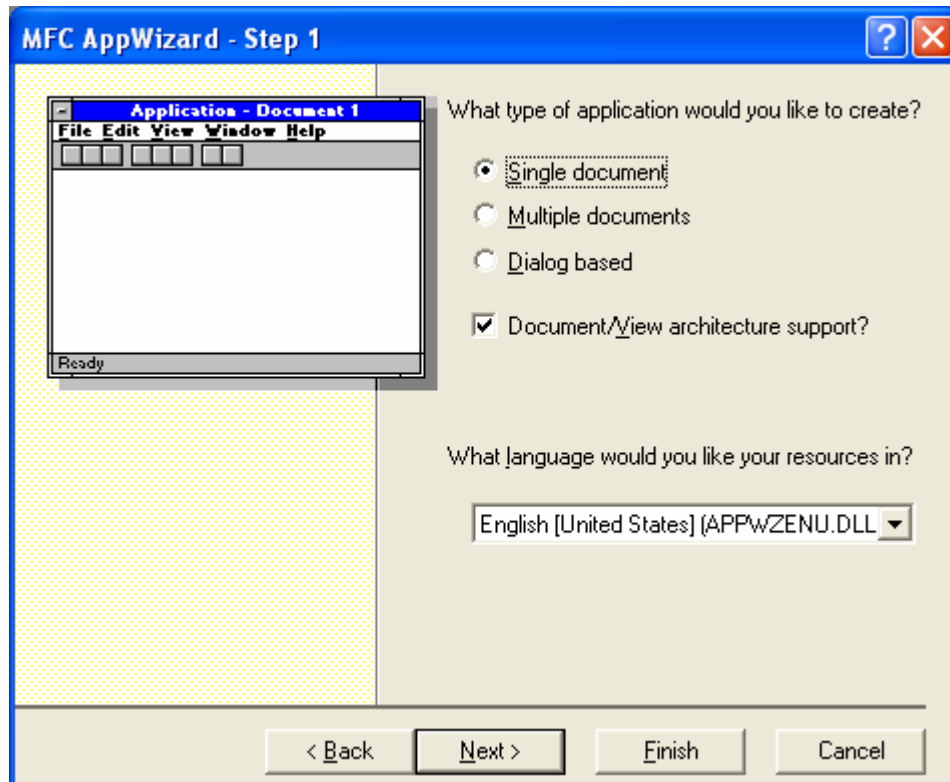 MFC AppWizard - Step 1
Application - Document 1
File Edit View Window Help
Ready
What type of application would you like to create?
Single document
Multiple documents
Dialog based
Document/View architecture support?
What language would you like your resources in?
English [United States] (APPWZENU.DLL
< Back
Next >
Finish
Cancel